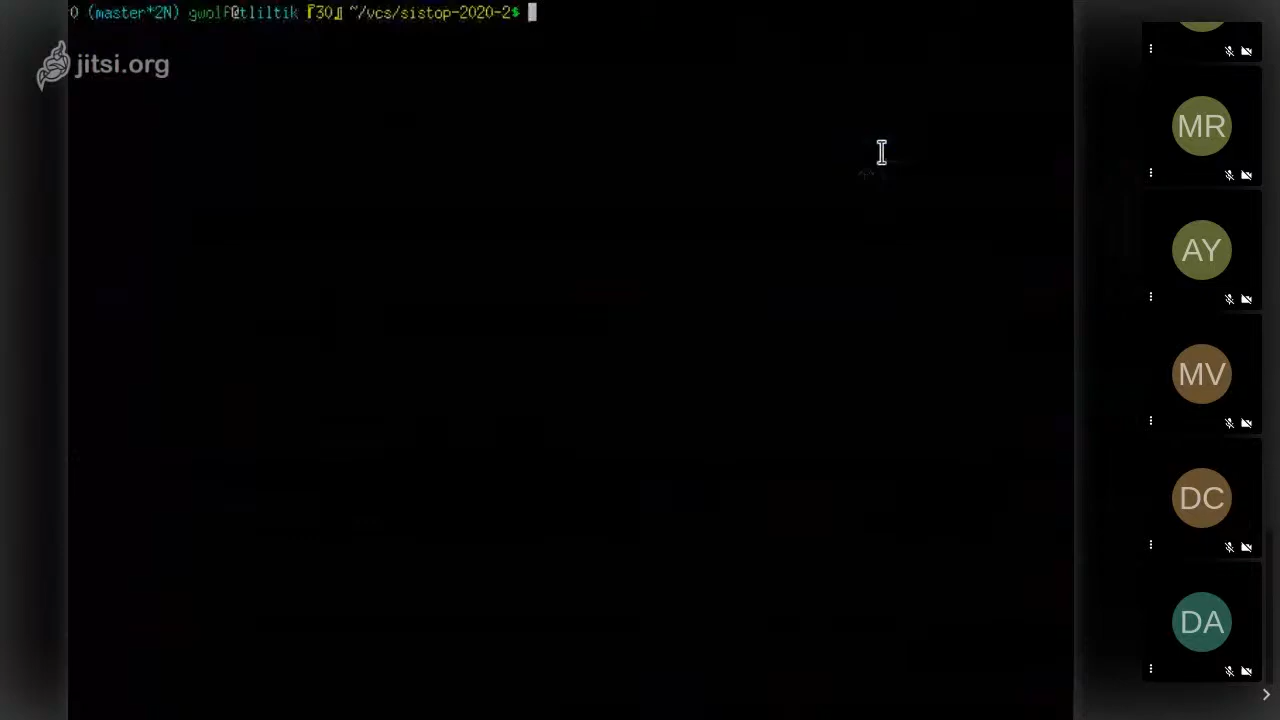 0 (master*2N) gwolf@tliltik 『30』 ~/vcs/sistop-2020-2$
jitsi.org
MR
AY
MV
DC
DA